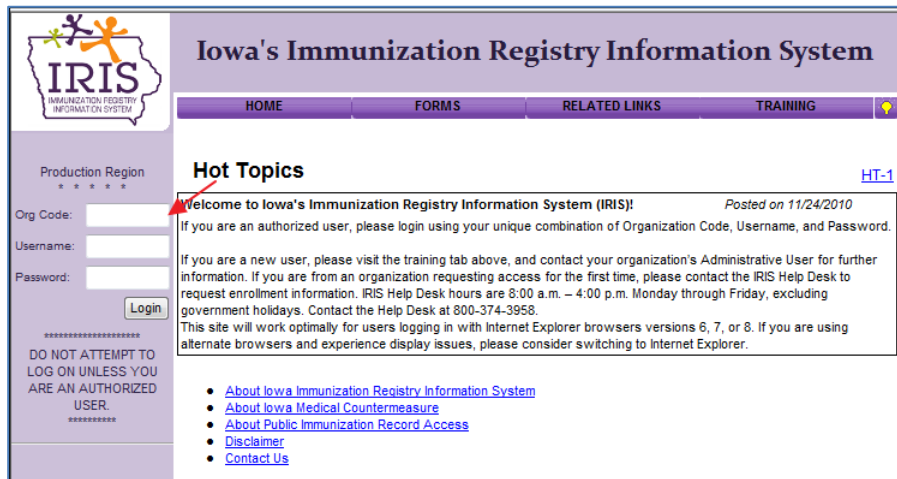 IRIS
IMMUNIZATION REGISTRY
INFORMATION SYSTEM
Iowa's Immunization Registry Information System
HOME FORMS RELATED LINKS TRAINING
Production Region
* * * * *
Org Code:
Username:
Password:
Login
********************
DO NOT ATTEMPT TO
LOG ON UNLESS YOU
ARE AN AUTHORIZED
USER.
**********
Hot Topics
HT-1
Welcome to Iowa's Immunization Registry Information System (IRIS)! Posted on 11/24/2010
If you are an authorized user, please login using your unique combination of Organization Code, Username, and Password.
If you are a new user, please visit the training tab above, and contact your organization's Administrative User for further
information. If you are from an organization requesting access for the first time, please contact the IRIS Help Desk to
request enrollment information. IRIS Help Desk hours are 8:00 a.m. – 4:00 p.m. Monday through Friday, excluding
government holidays. Contact the Help Desk at 800-374-3958.
This site will work optimally for users logging in with Internet Explorer browsers versions 6, 7, or 8. If you are using
alternate browsers and experience display issues, please consider switching to Internet Explorer.
About Iowa Immunization Registry Information System
About Iowa Medical Countermeasure
About Public Immunization Record Access
Disclaimer
Contact Us